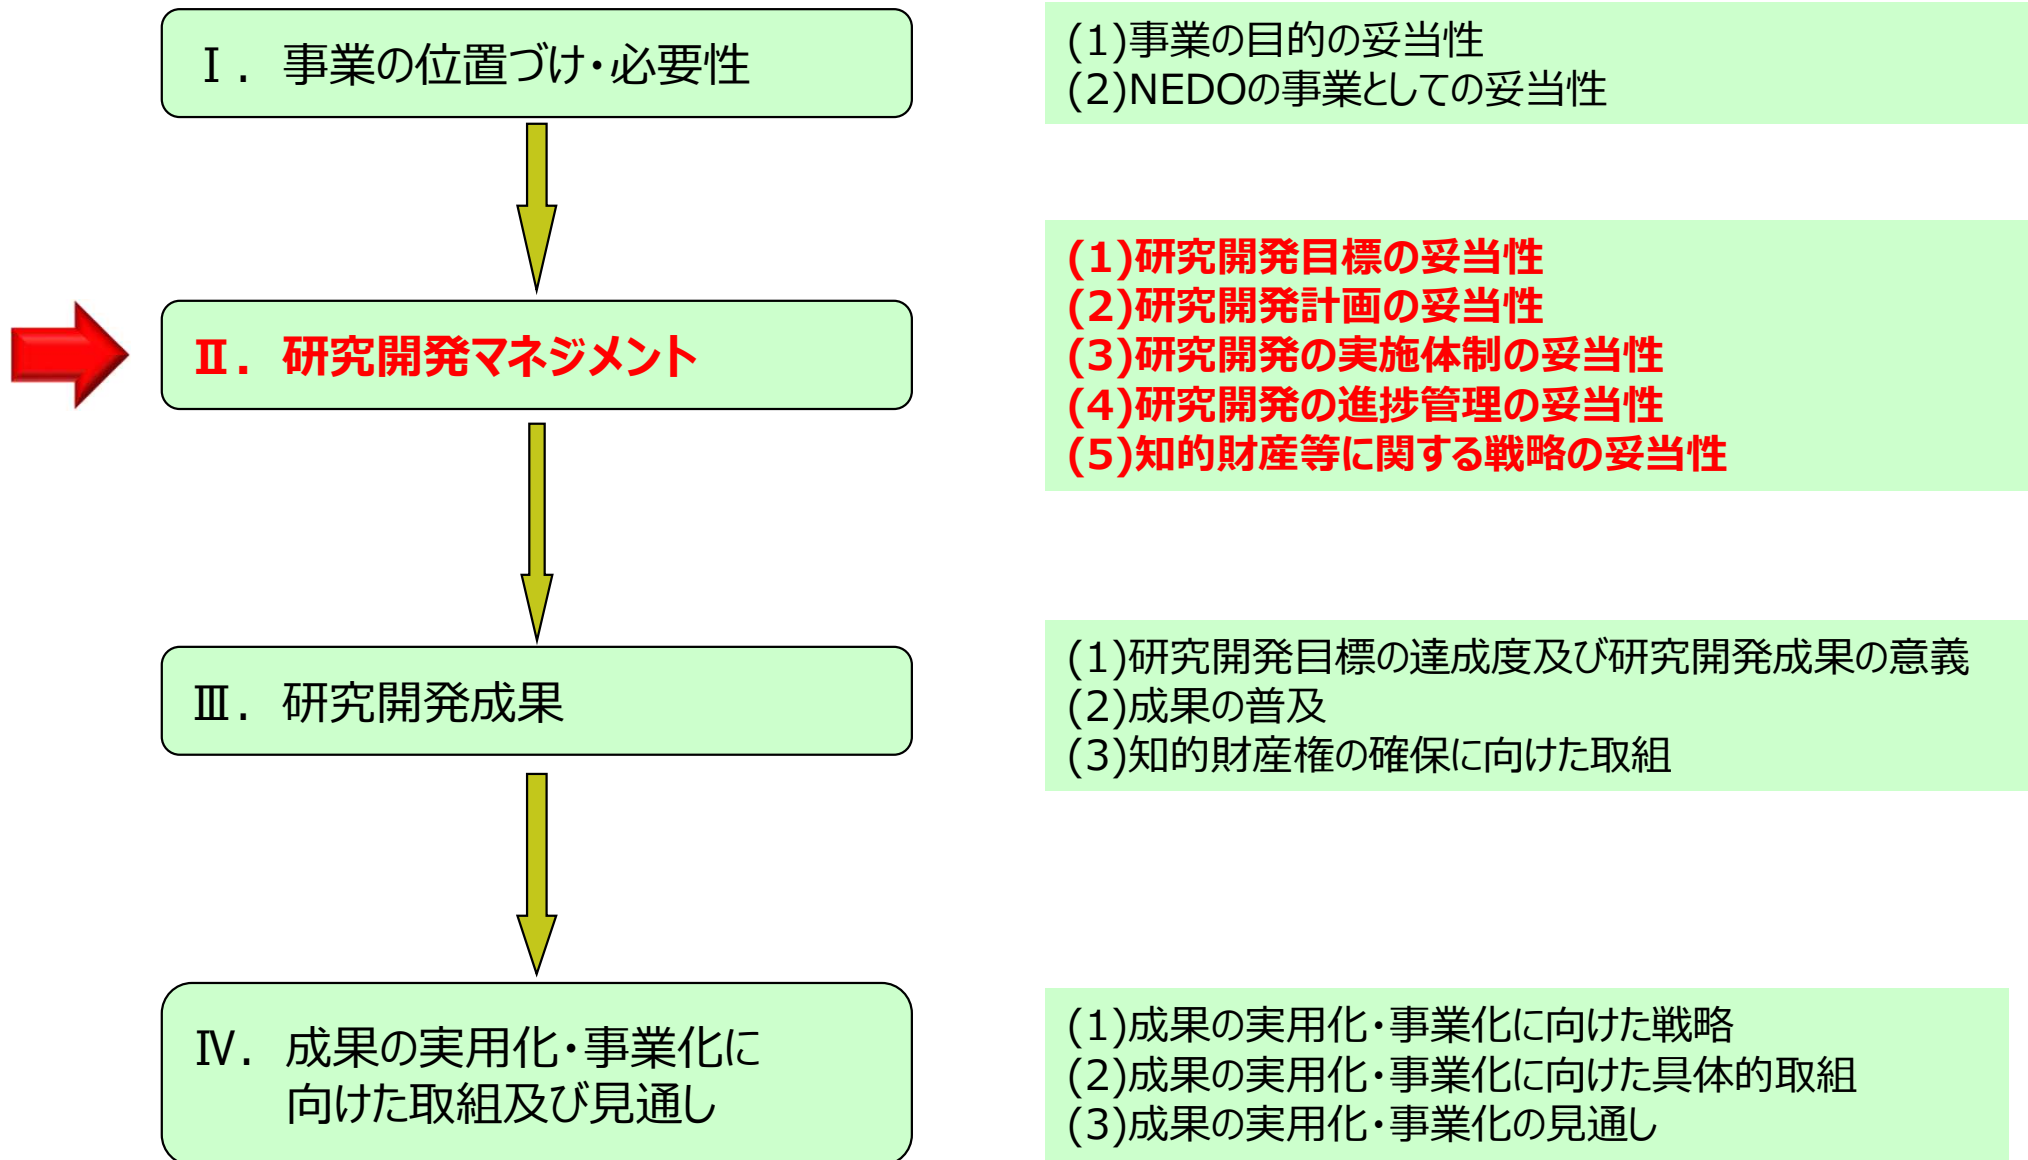 Ⅰ. 事業の位置づけ・必要性
(1)事業の目的の妥当性
(2)NEDOの事業としての妥当性
Ⅱ. 研究開発マネジメント
(1)研究開発目標の妥当性
(2)研究開発計画の妥当性
(3)研究開発の実施体制の妥当性
(4)研究開発の進捗管理の妥当性
(5)知的財産等に関する戦略の妥当性
Ⅲ. 研究開発成果
(1)研究開発目標の達成度及び研究開発成果の意義
(2)成果の普及
(3)知的財産権の確保に向けた取組
Ⅳ. 成果の実用化・事業化に
向けた取組及び見通し
(1)成果の実用化・事業化に向けた戦略
(2)成果の実用化・事業化に向けた具体的取組
(3)成果の実用化・事業化の見通し